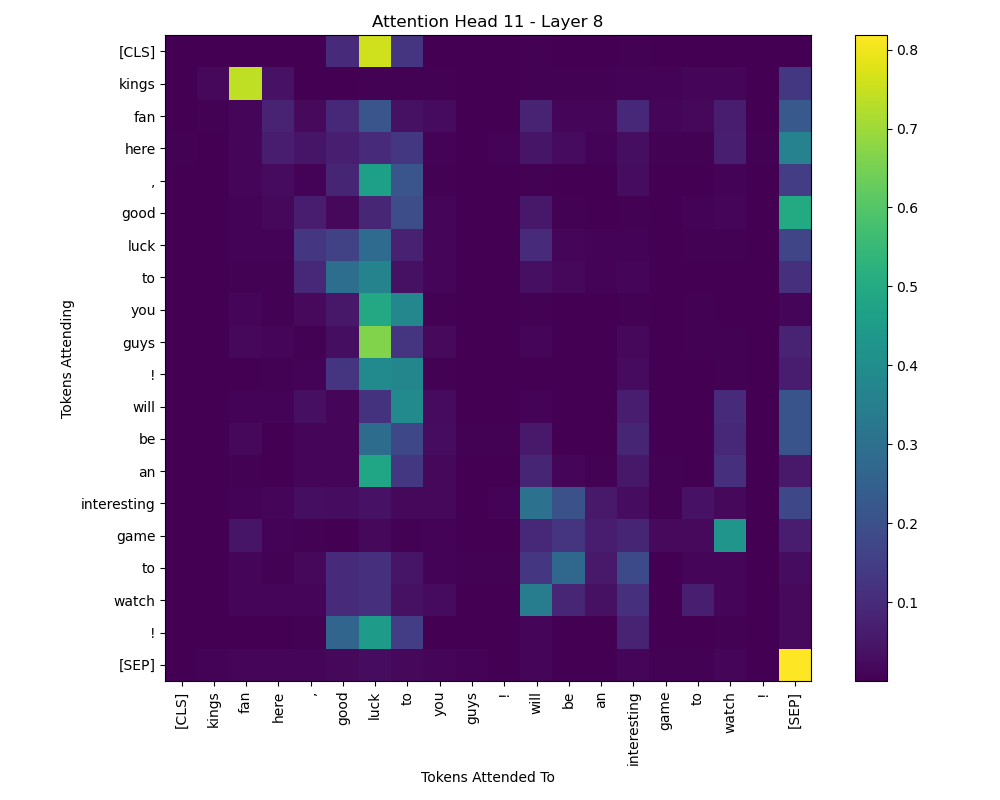 Attention Head 11 - Layer 8
[CLS]
kings
fan
here
,
good
luck
to
you
guys
!
will
be
an
interesting
game
to
watch
!
[SEP]
Tokens Attending
[CLS]
kings
fan
here
,
good
luck
to
you
guys
!
will
be
an
interesting
game
to
watch
!
[SEP]
Tokens Attended To
0.8
0.7
0.6
0.5
0.4
0.3
0.2
0.1